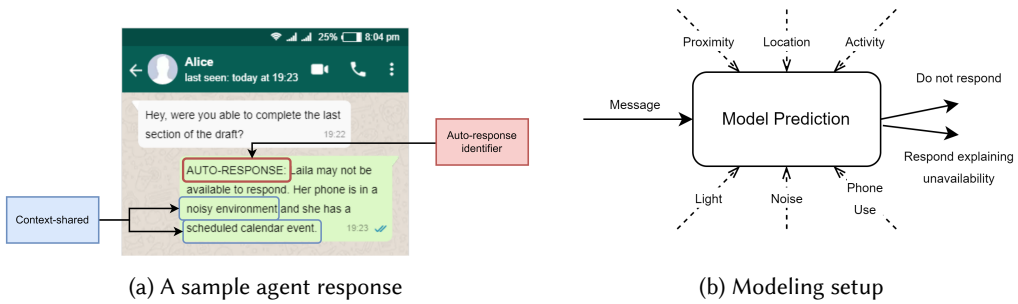 25% 8:04 pm
Alice
last seen: today at 19:23
Hey, were you able to complete the last
section of the draft?
19:22
Auto-response
identifier
AUTO-RESPONSE: Laila may not be
available to respond. Her phone is in a
noisy environment and she has a
scheduled calendar event.
19:23
Context-shared
(a) A sample agent response
Proximity
Location
Activity
Message
Model Prediction
Do not respond
Respond explaining
unavailability
Light
Noise
Phone
Use
(b) Modeling setup